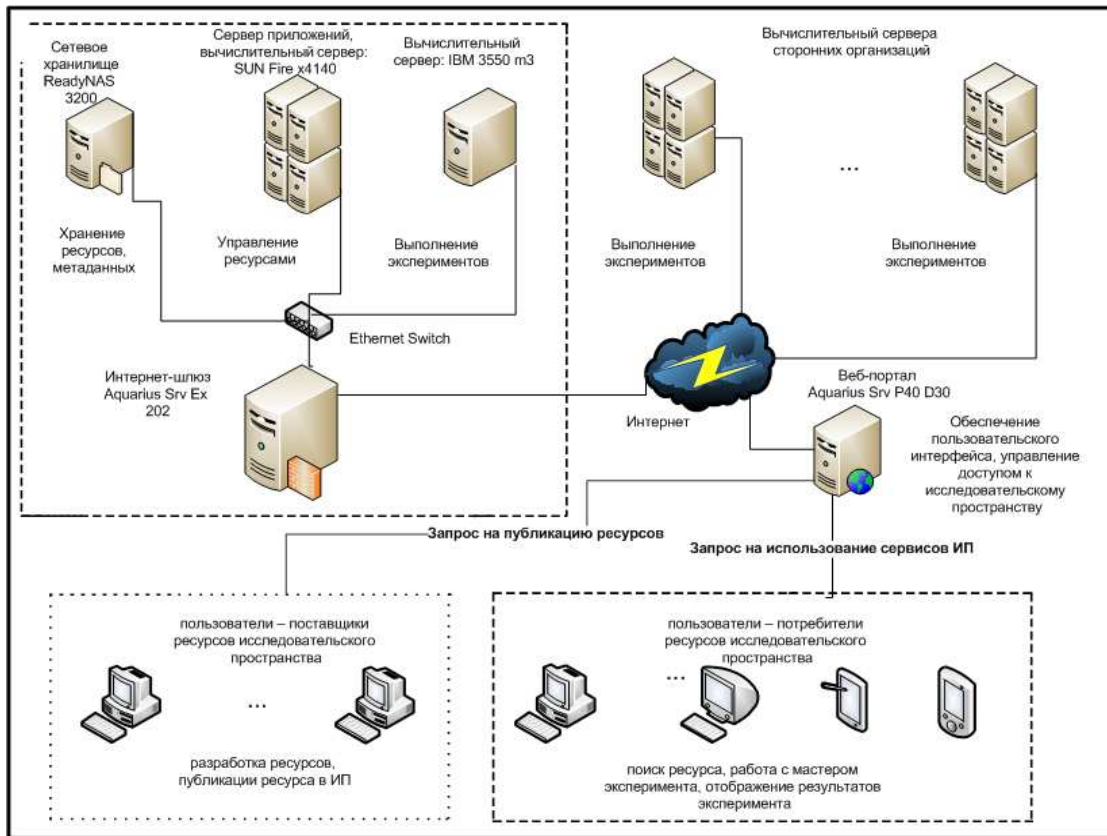 Сетевое
хранилище
ReadyNAS
3200
Сервер приложений,
вычислительный сервер:
SUN Fire x4140
Вычислительный
сервер: IBM 3550 m3
Вычислительный сервера
сторонних организаций
...
Хранение
ресурсов,
метаданных
Управление
ресурсами
Выполнение
экспериментов
Выполнение
экспериментов
Выполнение
экспериментов
Ethernet Switch
Интернет-шлюз
Aquarius Srv Ex
202
Интернет
Веб-портал
Aquarius Srv P40 D30
Обеспечение
пользовательского
интерфейса, управление
доступом к
исследовательскому
пространству
Запрос на публикацию ресурсов
Запрос на использование сервисов ИП
пользователи – поставщики
ресурсов исследовательского
пространства
...
разработка ресурсов,
публикации ресурса в ИП
пользователи – потребители
ресурсов исследовательского
пространства
...
поиск ресурса, работа с мастером
эксперимента, отображение результатов
эксперимента